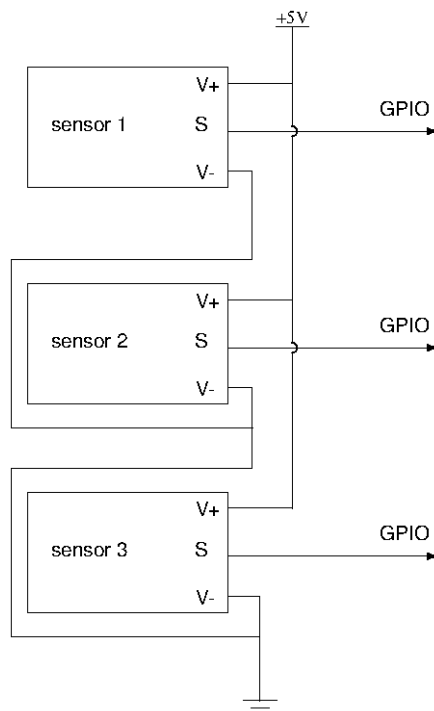 +5V
V+
GPIO
sensor 1
S
V-
V+
GPIO
sensor 2
S
V-
V+
GPIO
sensor 3
S
V-